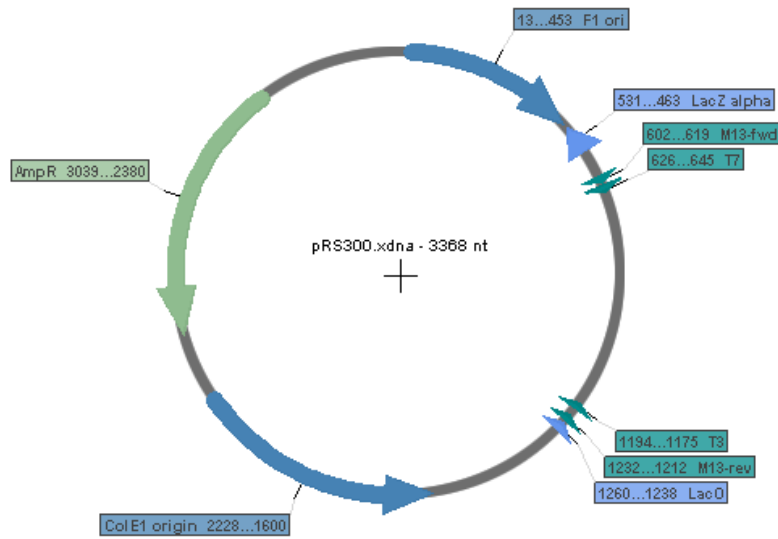 13...453 F1 ori
531...463 LacZ alpha
602...619 M13-fwd
626...645 T7
AmpR 3039...2380
pRS300.xdna - 3368 nt
1194...1175 T3
1232...1212 M13-rev
1260...1238 LacO
ColE1 origin 2228...1600